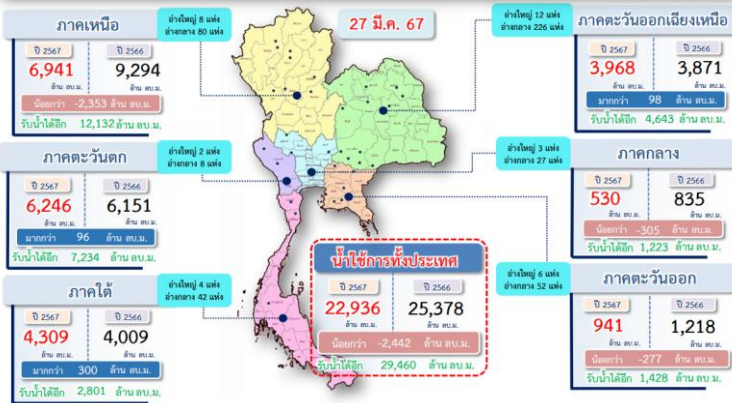 27 มี.ค. 67
ภาคเหนือ
ปี 2567 ปี 2566
6,941 9,294
ล้าน ลบ.ม. ล้าน ลบ.ม.
น้อยกว่า -2,353 ล้าน ลบ.ม.
รับน้ำได้อีก 12,132 ล้าน ลบ.ม.
อ่างใหญ่ 8 แห่ง
อ่างกลาง 80 แห่ง
อ่างใหญ่ 12 แห่ง
อ่างกลาง 226 แห่ง
ภาคตะวันออกเฉียงเหนือ
ปี 2567 ปี 2566
3,968 3,871
ล้าน ลบ.ม. ล้าน ลบ.ม.
มากกว่า 98 ล้าน ลบ.ม.
รับน้ำได้อีก 4,643 ล้าน ลบ.ม.
ภาคตะวันตก
ปี 2567 ปี 2566
6,246 6,151
ล้าน ลบ.ม. ล้าน ลบ.ม.
มากกว่า 96 ล้าน ลบ.ม.
รับน้ำได้อีก 7,234 ล้าน ลบ.ม.
อ่างใหญ่ 2 แห่ง
อ่างกลาง 8 แห่ง
อ่างใหญ่ 3 แห่ง
อ่างกลาง 27 แห่ง
ภาคกลาง
ปี 2567 ปี 2566
530 835
ล้าน ลบ.ม. ล้าน ลบ.ม.
น้อยกว่า -305 ล้าน ลบ.ม.
รับน้ำได้อีก 1,223 ล้าน ลบ.ม.
ภาคใต้
ปี 2567 ปี 2566
4,309 4,009
ล้าน ลบ.ม. ล้าน ลบ.ม.
มากกว่า 300 ล้าน ลบ.ม.
รับน้ำได้อีก 2,801 ล้าน ลบ.ม.
อ่างใหญ่ 4 แห่ง
อ่างกลาง 42 แห่ง
น้ำใช้การทั้งประเทศ
ปี 2567 ปี 2566
22,936 25,378
ล้าน ลบ.ม. ล้าน ลบ.ม.
น้อยกว่า -2,442 ล้าน ลบ.ม.
รับน้ำได้อีก 29,460 ล้าน ลบ.ม.
อ่างใหญ่ 6 แห่ง
อ่างกลาง 52 แห่ง
ภาคตะวันออก
ปี 2567 ปี 2566
941 1,218
ล้าน ลบ.ม. ล้าน ลบ.ม.
น้อยกว่า -277 ล้าน ลบ.ม.
รับน้ำได้อีก 1,428 ล้าน ลบ.ม.